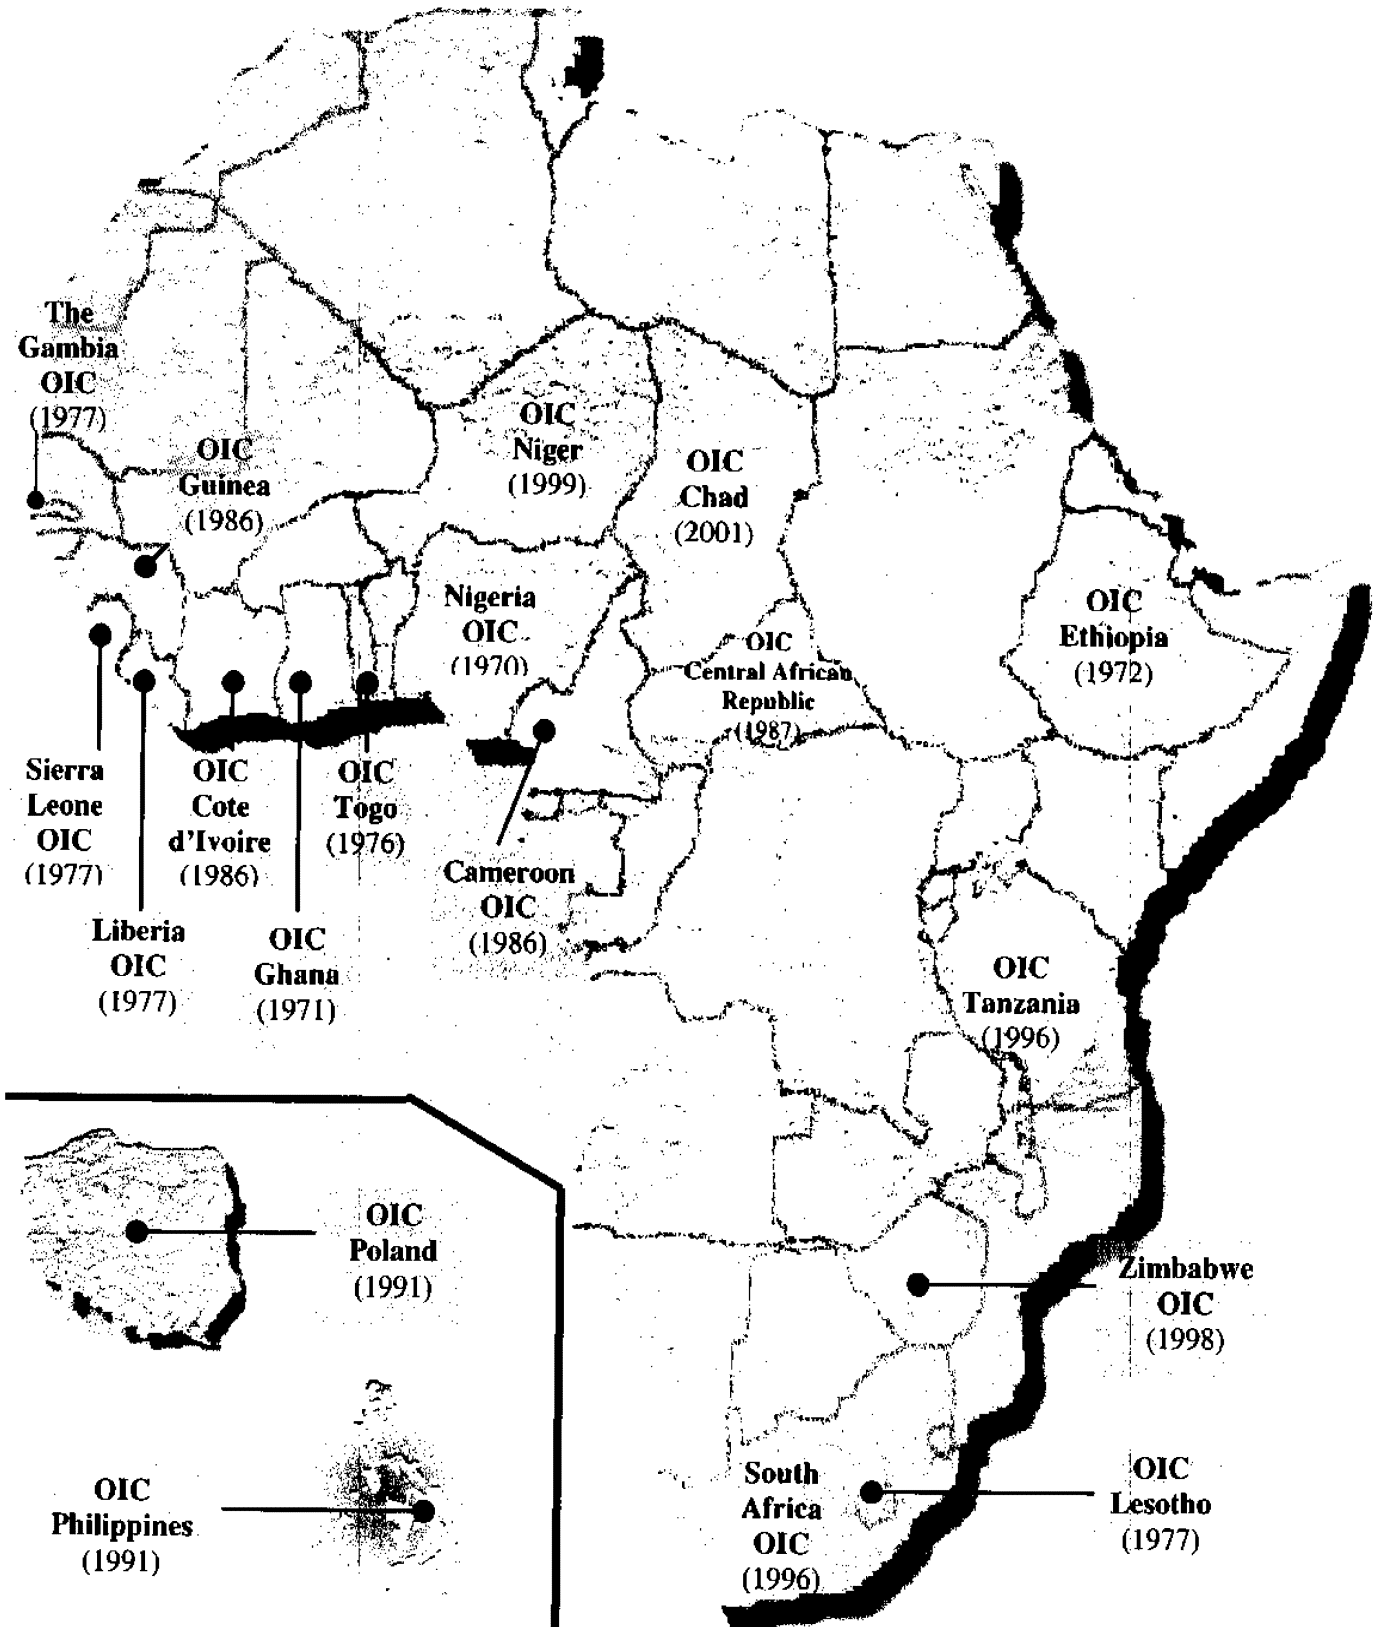 The
Gambia
OIC
(1977)
OIC
Guinea
(1986)
OIC
Niger
(1999)
OIC
Chad
(2001)
Nigeria
OIC
(1970)
OIC
Central African
Republic
(1987)
OIC
Ethiopia
(1972)
Sierra
Leone
OIC
(1977)
OIC
Cote
d'Ivoire
(1986)
OIC
Togo
(1976)
Cameroon
OIC
(1986)
Liberia
OIC
(1977)
OIC
Ghana
(1971)
OIC
Tanzania
(1996)
OIC
Poland
(1991)
Zimbabwe
OIC
(1998)
OIC
Philippines
(1991)
South
Africa
OIC
(1996)
OIC
Lesotho
(1977)